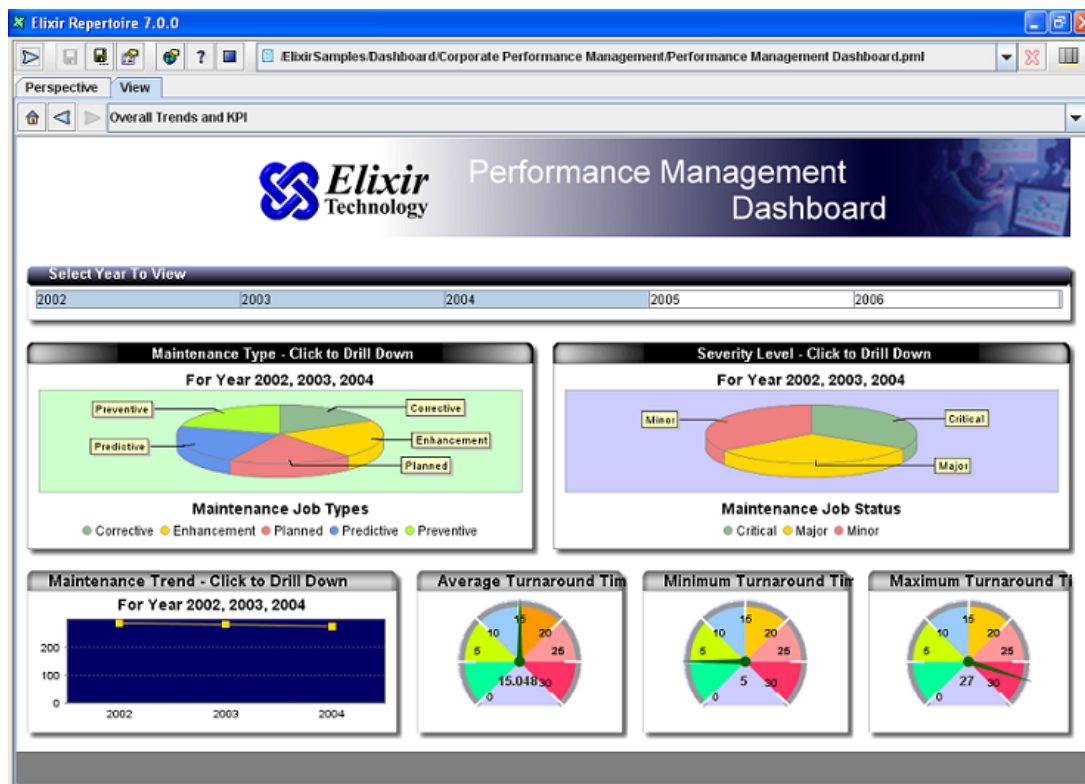 Elixir Repertoire 7.0.0
/ElixirSamples/Dashboard/Corporate Performance Management/Performance Management Dashboard.pml
Perspective View
Overall Trends and KPI
Elixir
Technology
Performance Management
Dashboard
Select Year To View
2002 2003 2004 2005 2006
Maintenance Type - Click to Drill Down
For Year 2002, 2003, 2004
Preventive
Corrective
Predictive
Enhancement
Planned
Maintenance Job Types
Corrective Enhancement Planned Predictive Preventive
Severity Level - Click to Drill Down
For Year 2002, 2003, 2004
Minor
Critical
Major
Maintenance Job Status
Critical Major Minor
Maintenance Trend - Click to Drill Down
For Year 2002, 2003, 2004
200
100
0
2002 2003 2004
Average Turnaround Tim
15
10 20
5 25
15.048 30
0
Minimum Turnaround Tir
15
10 20
5 25
5 30
0
Maximum Turnaround Ti
15
10 20
5 25
27 30
0